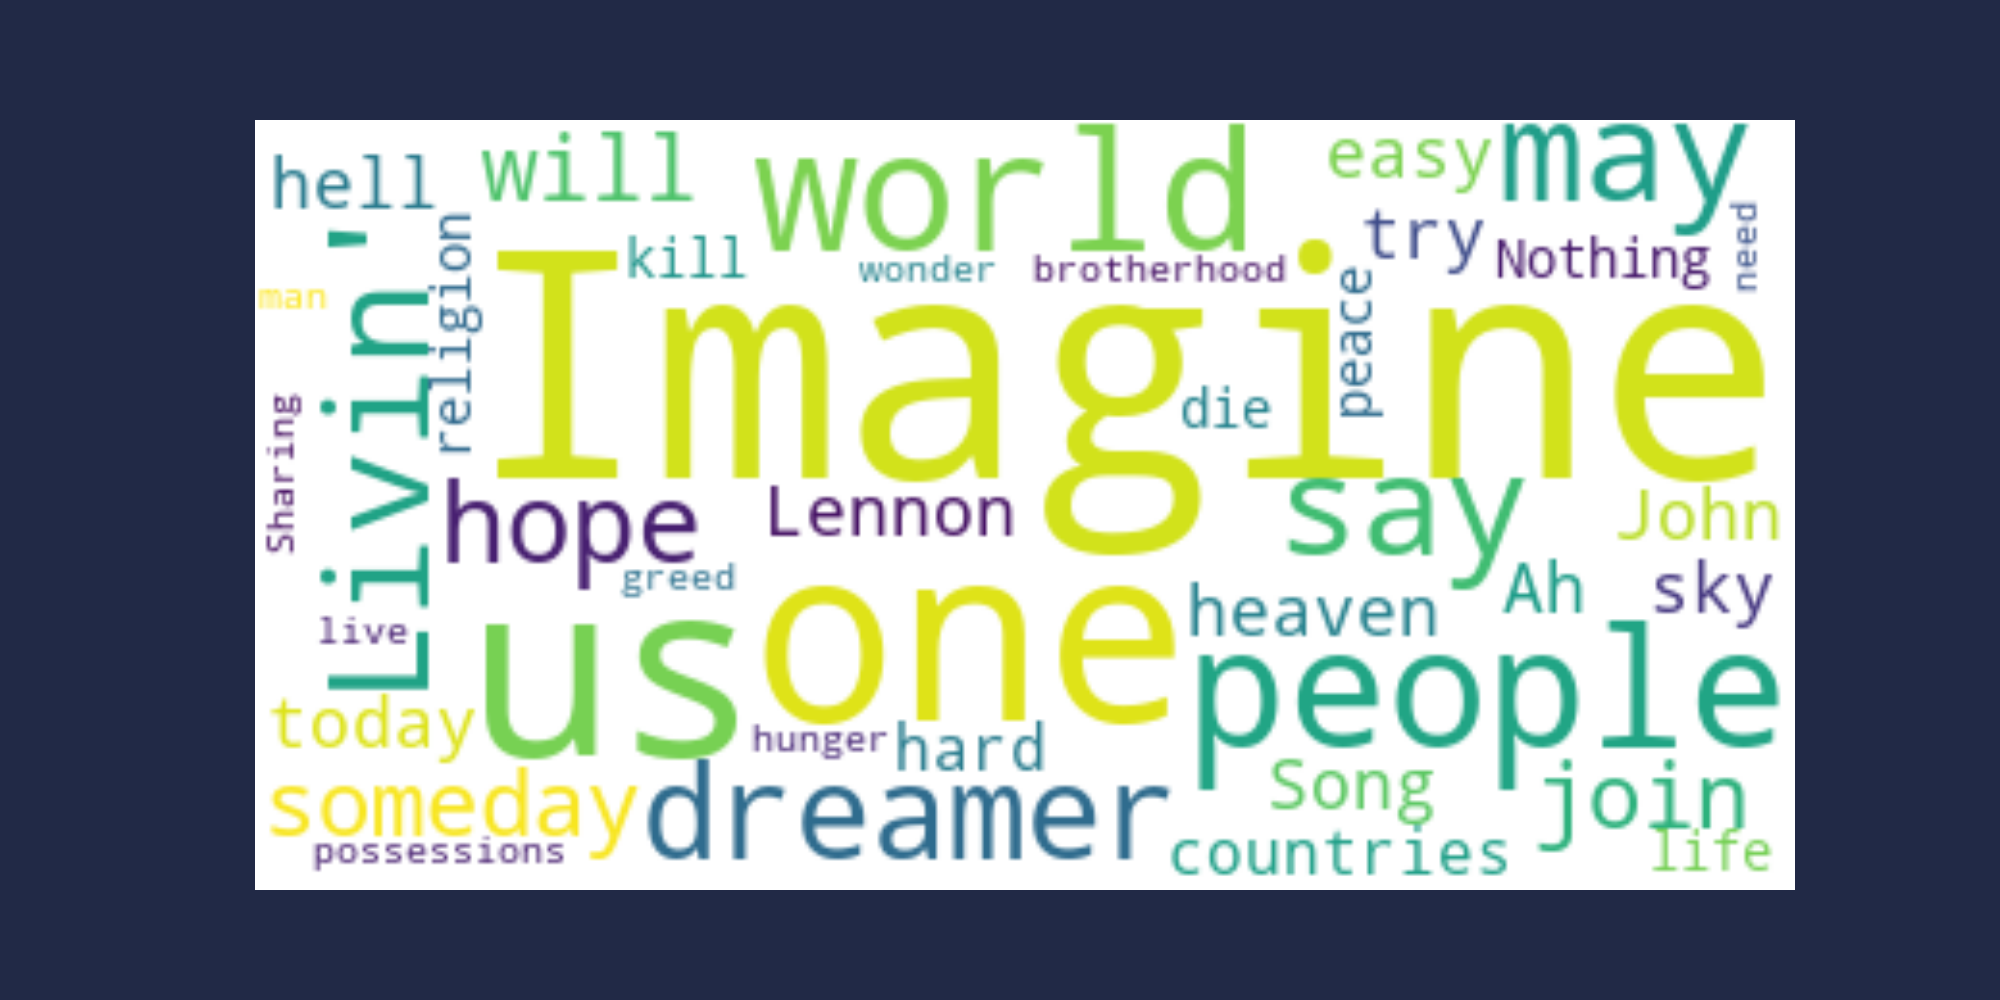 hell
will
world
easy
may
religion
kill
wonder
brotherhood
try
Nothing
need
man
Livin'
Imagine
peace
die
Sharing
hope
Lennon
say
John
greed
one
heaven
Ah
sky
live
us
people
today
hunger
hard
someday
dreamer
Song
join
possessions
countries
life